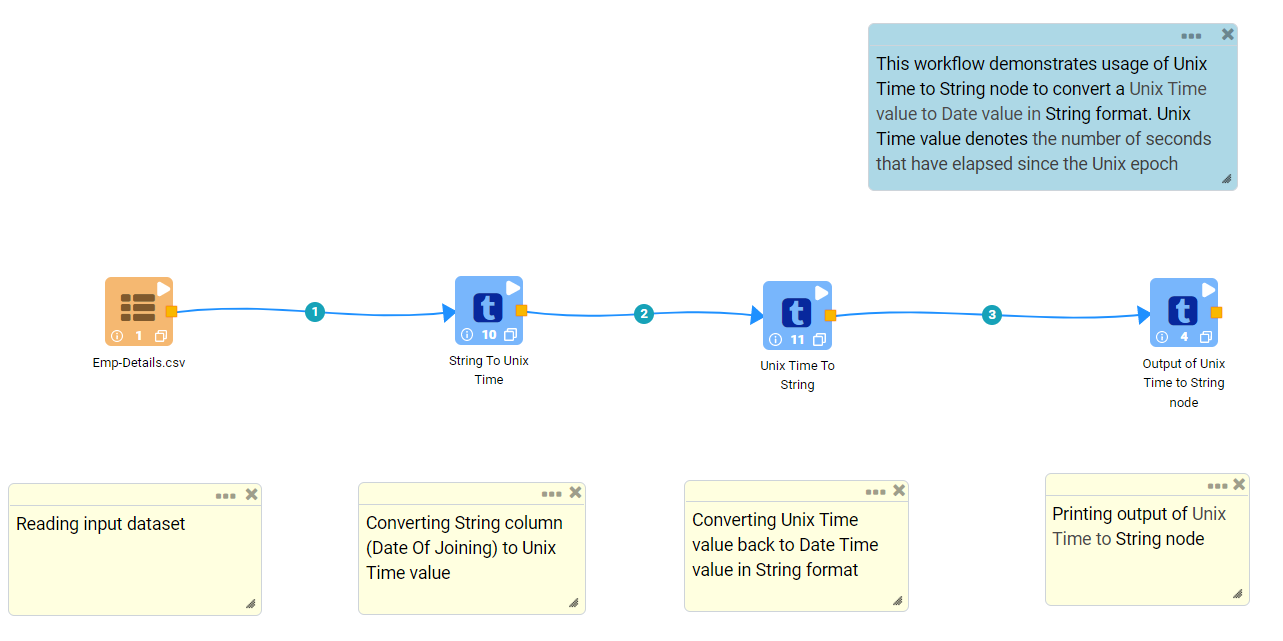 This workflow demonstrates usage of Unix
Time to String node to convert a Unix Time
value to Date value in String format. Unix
Time value denotes the number of seconds
that have elapsed since the Unix epoch
1
2
3
t
t
t
1
10
11
4
Emp-Details.csv
String To Unix
Time
Unix Time To
String
Output of Unix
Time to String
node
Reading input dataset
Converting String column
(Date Of Joining) to Unix
Time value
Converting Unix Time
value back to Date Time
value in String format
Printing output of Unix
Time to String node